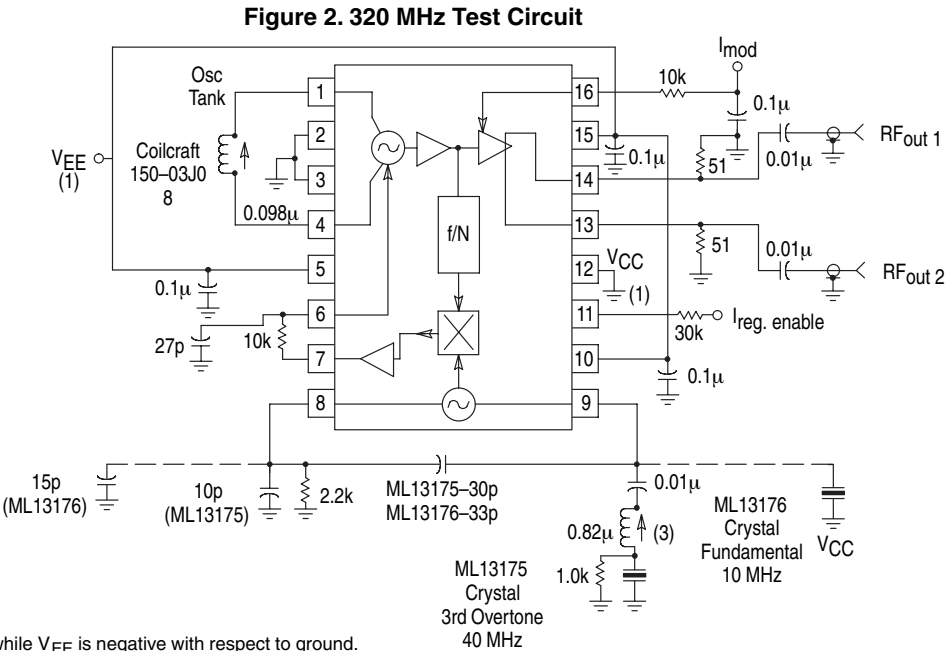 Figure 2. 320 MHz Test Circuit
Osc
Tank
Coilcraft
150–03J0
8
VEE
(1)
0.098µ
0.1µ
27p
10k
1
2
3
4
5
6
7
8
f/N
16
15
14
13
12
11
10
9
10k
Imod
0.1µ
0.1µ
51
0.01µ
RFout 1
51
0.01µ
RFout 2
VCC
(1)
30k
Ireg. enable
0.1µ
15p
(ML13176)
10p
(ML13175)
2.2k
ML13175–30p
ML13176–33p
0.01µ
0.82µ
(3)
1.0k
ML13175
Crystal
3rd Overtone
40 MHz
ML13176
Crystal
Fundamental
10 MHz
VCC
while VEE is negative with respect to ground.